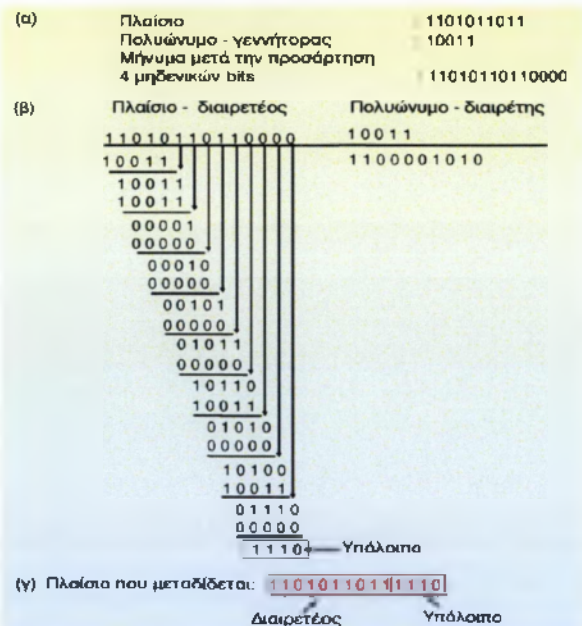 (α) Πλαίσιο 1101011011
Πολυώνυμο - γεννήτορας 10011
Μήνυμα μετά την προσάρτηση
4 μηδενικών bits 11010110110000
(β) Πλαίσιο - διαιρετέος Πολυώνυμο - διαιρέτης
11010110110000 10011
10011 1100001010
10011
10011
00001
00000
00010
00000
00101
00000
01011
00000
10110
10011
01010
00000
10100
10011
01110
00000
1110 Υπόλοιπο
(γ) Πλαίσιο που μεταδίδεται: 1101011011 1110
Διαιρετέος Υπόλοιπο